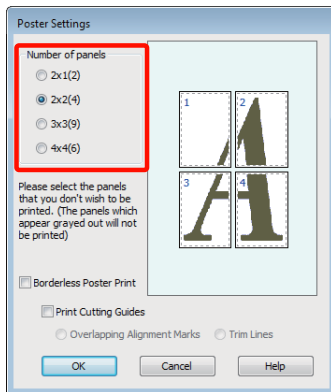 Poster Settings
Number of panels
2x1(2)
2x2(4)
3x3(9)
4x4(6)
1
2
3
4
Please select the panels
that you don't wish to be
printed. (The panels which
appear grayed out will not
be printed)
Borderless Poster Print
Print Cutting Guides
Overlapping Alignment Marks
Trim Lines
OK
Cancel
Help